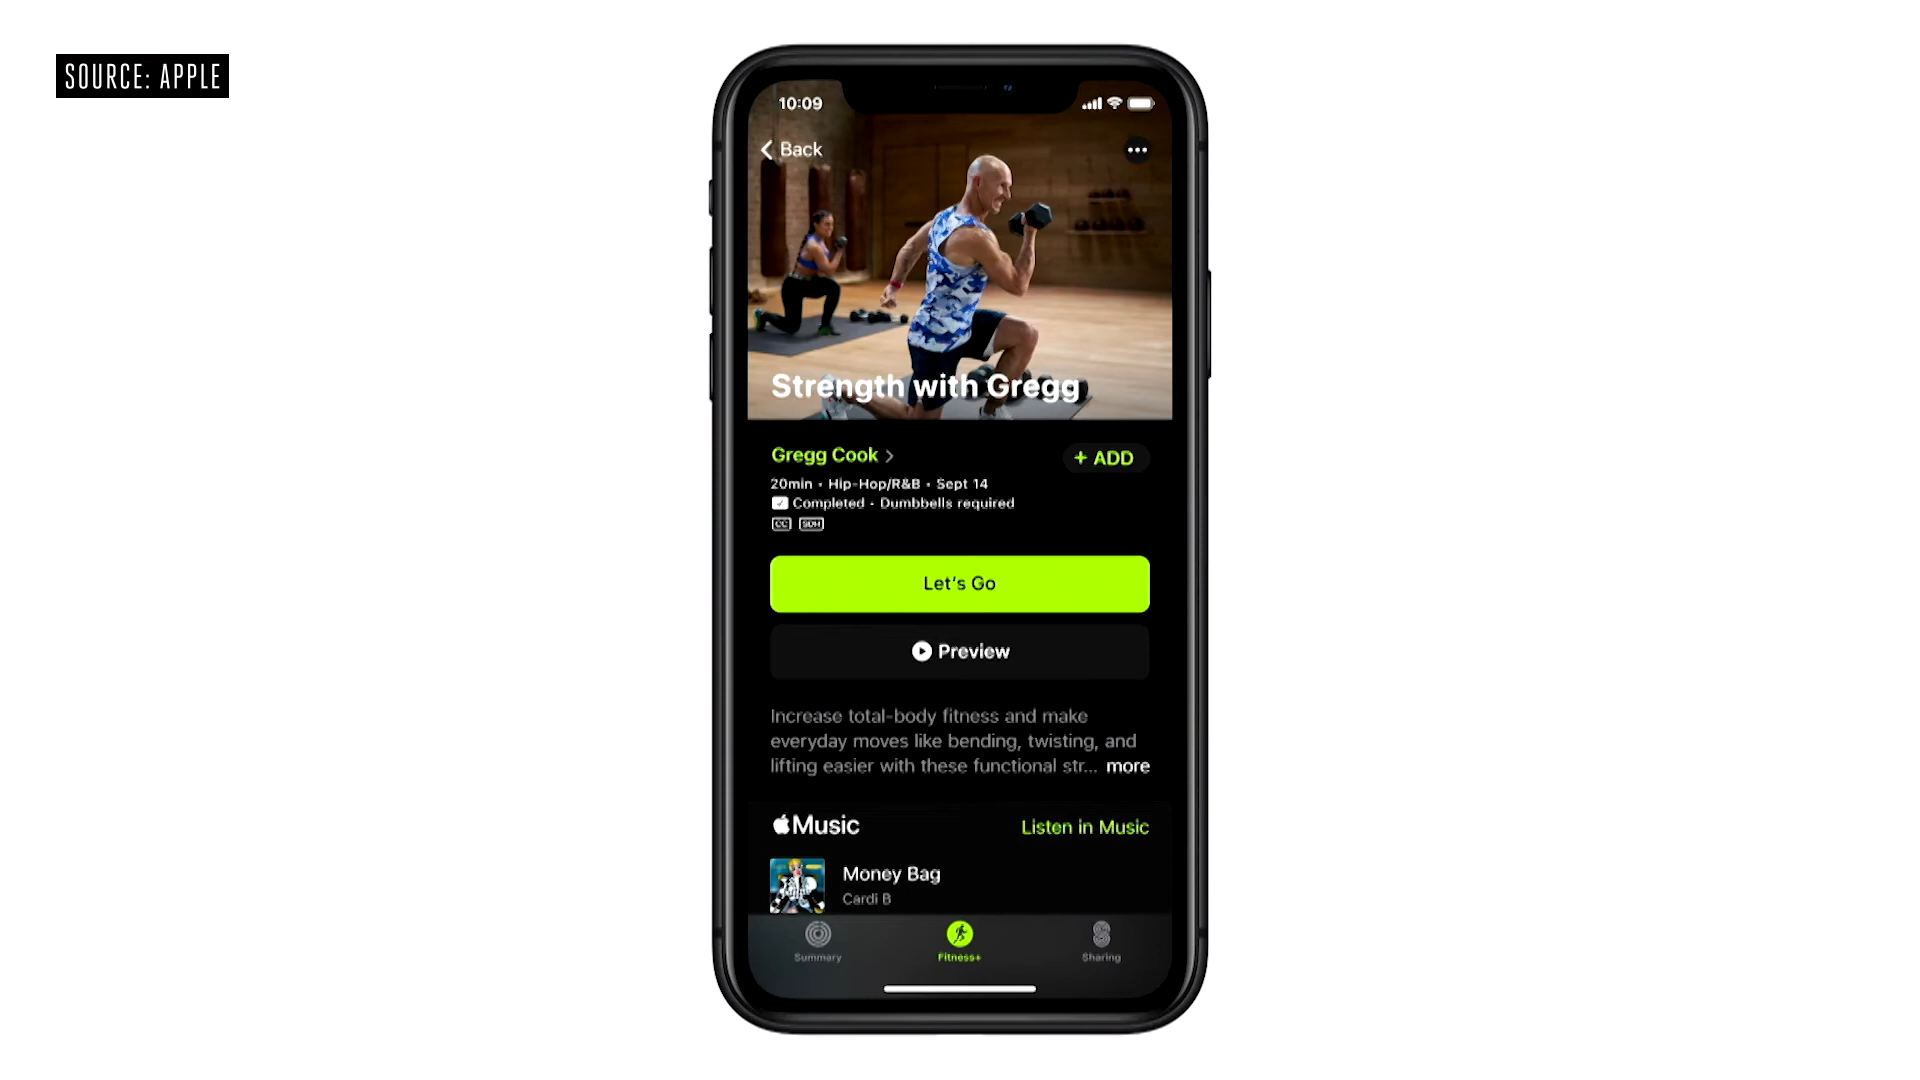 SOURCE: APPLE
10:09
Back
Strength with Gregg
Gregg Cook
+ ADD
20min · Hip-Hop/R&B · Sept 14
Completed · Dumbbells required
CC SDH
Let's Go
Preview
Increase total-body fitness and make
everyday moves like bending, twisting, and
lifting easier with these functional str... more
Music
Listen in Music
Money Bag
Cardi B
Summary
Fitness+
Sharing